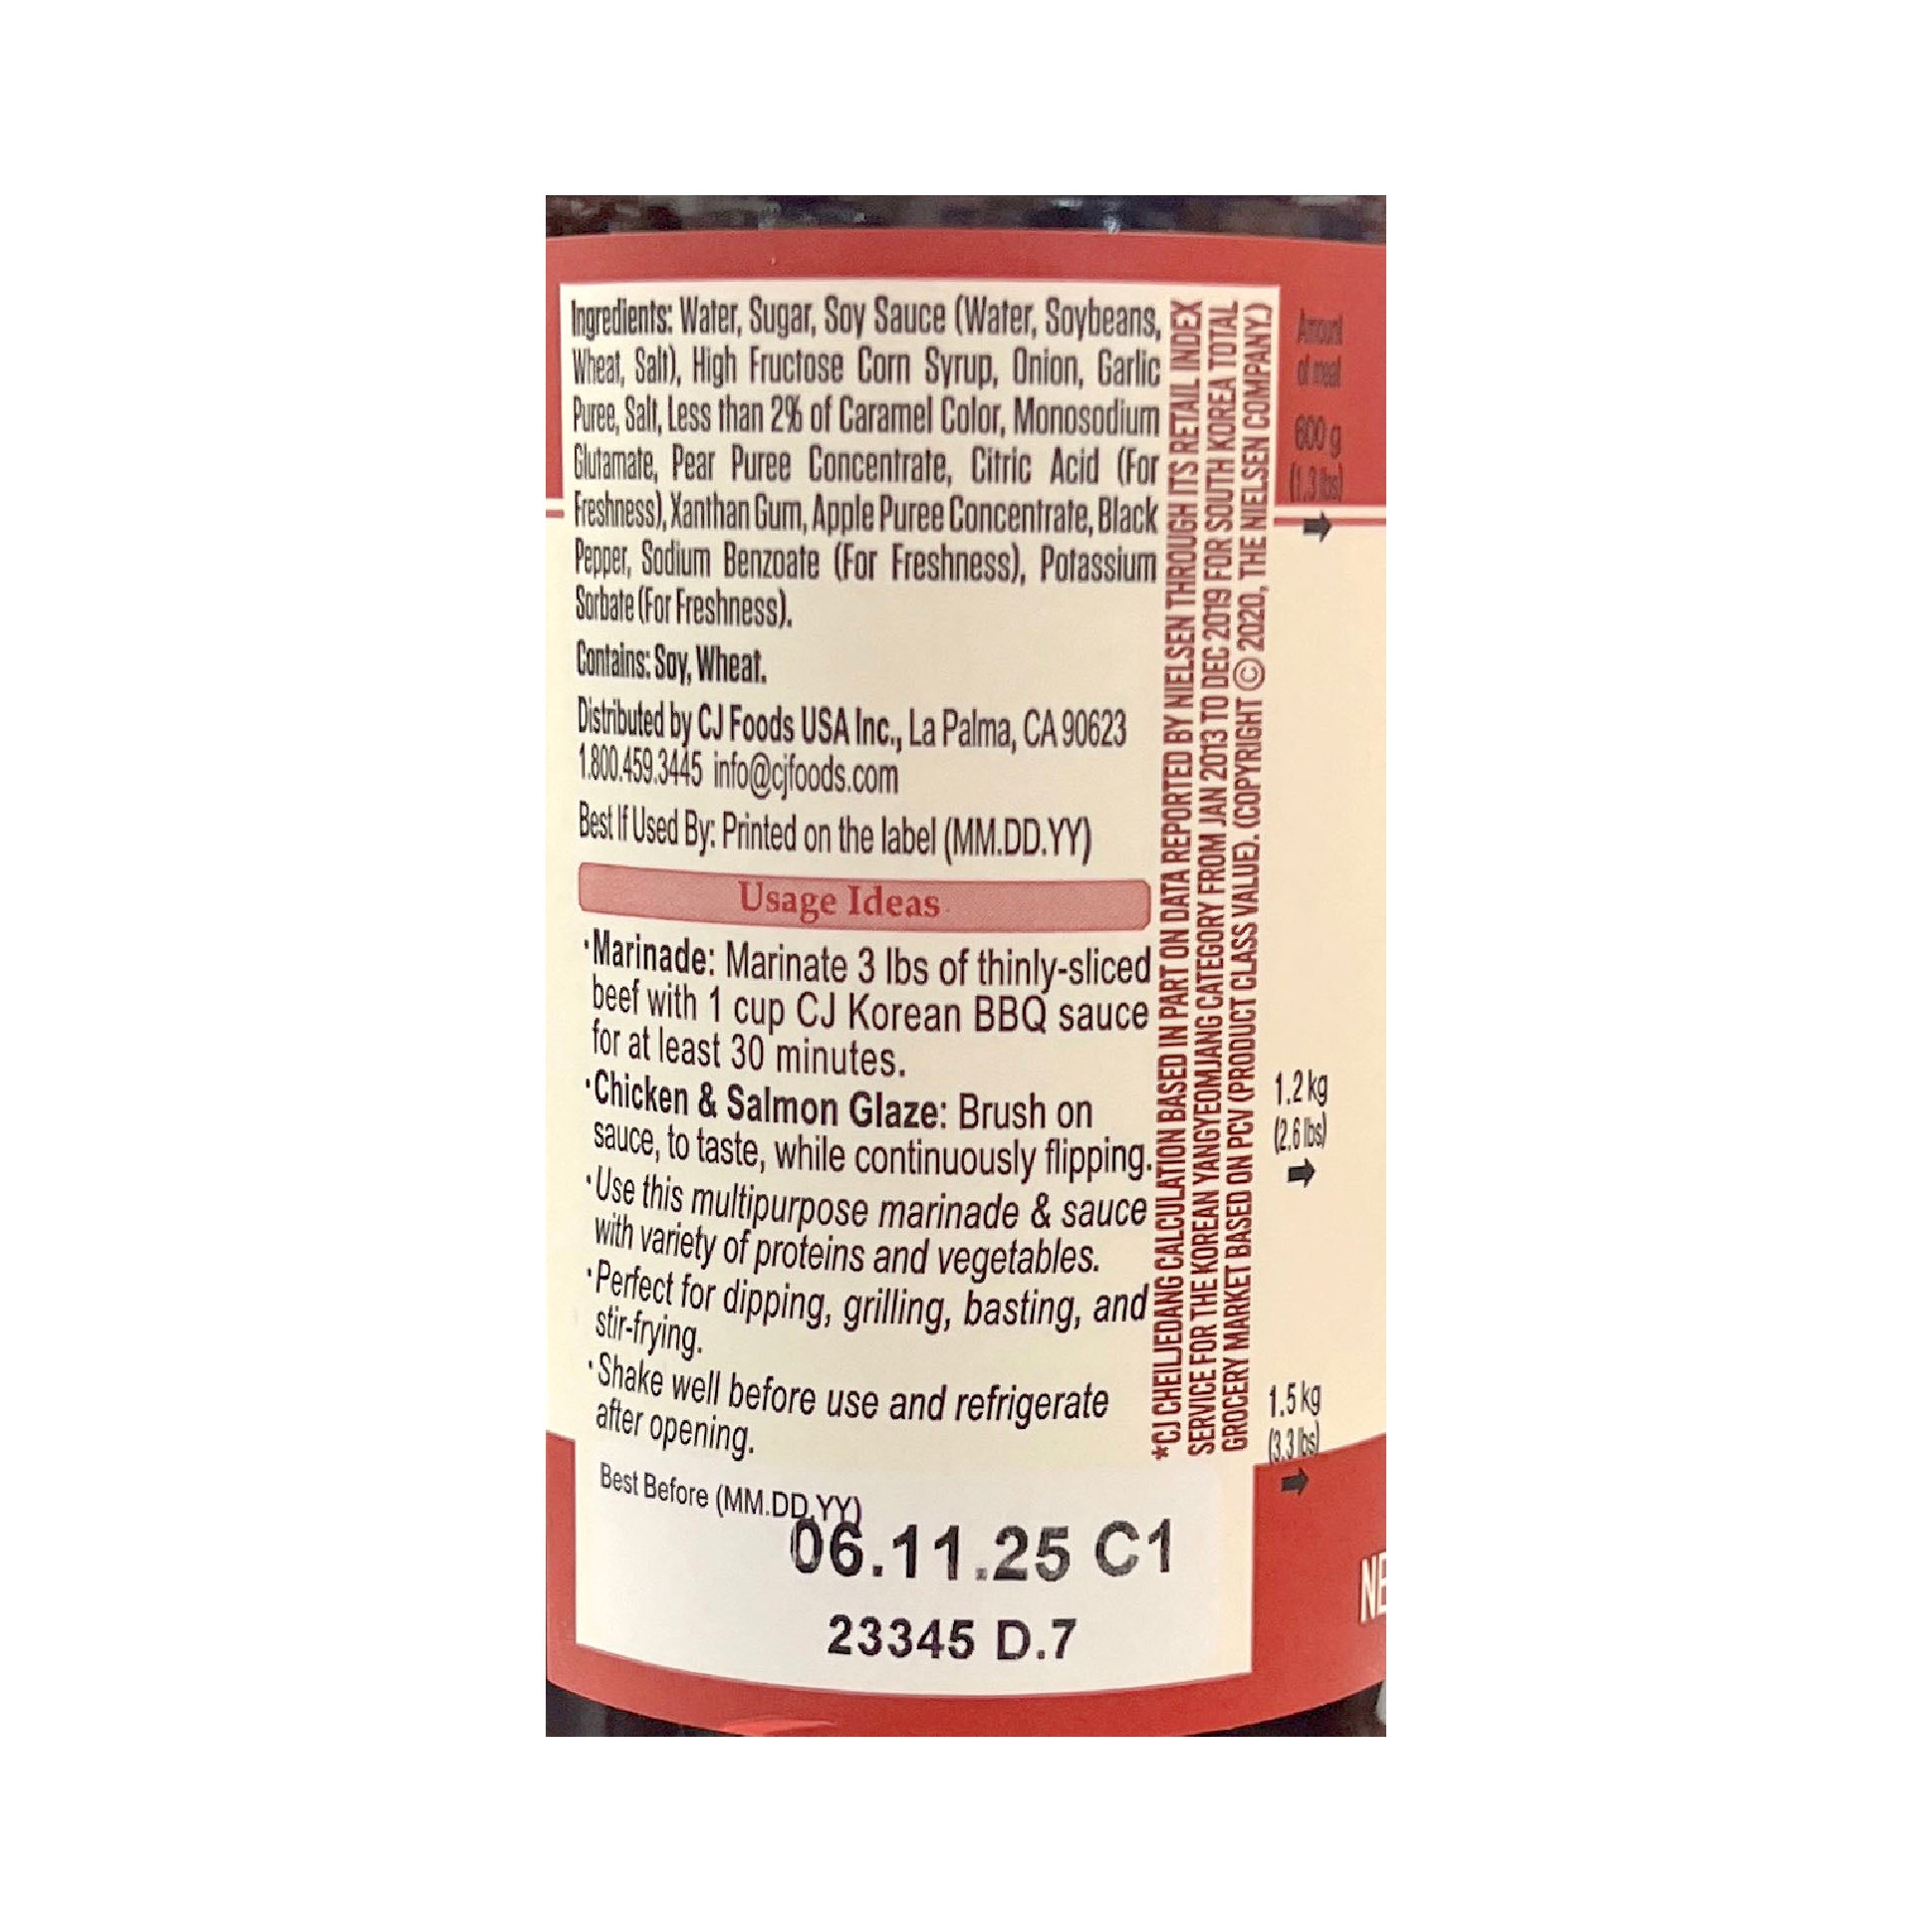 Ingredients: Water, Sugar, Soy Sauce (Water, Soybeans,
Wheat, Salt), High Fructose Corn Syrup, Onion, Garlic
Puree, Salt, Less than 2% of Caramel Color, Monosodium
Glutamate, Pear Puree Concentrate, Citric Acid (For
Freshness), Xanthan Gum, Apple Puree Concentrate, Black
Pepper, Sodium Benzoate (For Freshness), Potassium
Sorbate (For Freshness).
Contains: Soy, Wheat.
Distributed by CJ Foods USA Inc., La Palma, CA 90623
1.800.459.3445 info@cjfoods.com
Best If Used By: Printed on the label (MM.DD.YY)
Usage Ideas
·Marinade: Marinate 3 lbs of thinly-sliced
beef with 1 cup CJ Korean BBQ sauce
for at least 30 minutes.
·Chicken & Salmon Glaze: Brush on
sauce, to taste, while continuously flipping.
·Use this multipurpose marinade & sauce
with variety of proteins and vegetables.
·Perfect for dipping, grilling, basting, and
stir-frying.
·Shake well before use and refrigerate
after opening.
Best Before (MM.DD.YY)
06.11.25 C1
23345 D.7
*CJ CHEILJEDANG CALCULATION BASED IN PART ON DATA REPORTED BY NIELSEN THROUGH ITS RETAIL INDEX
SERVICE FOR THE KOREAN YANGYEOMJANG CATEGORY FROM JAN 2013 TO DEC 2019 FOR SOUTH KOREA TOTAL
GROCERY MARKET BASED ON PCV (PRODUCT CLASS VALUE). (COPYRIGHT © 2020, THE NIELSEN COMPANY.)
Amount
of meat
600 g
(1.3 lbs)
1.2 kg
(2.6 lbs)
1.5 kg
(3.3 lbs)